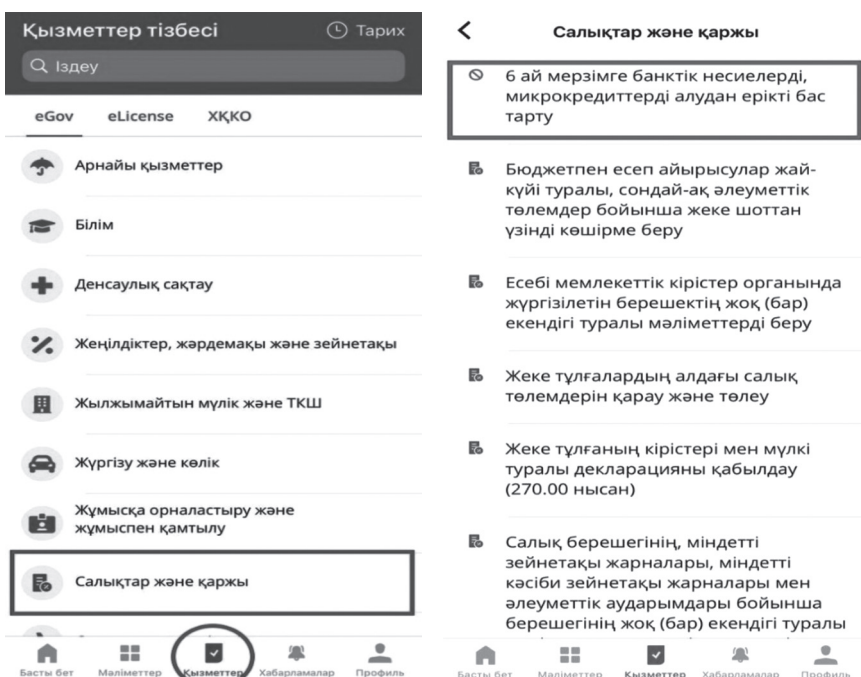 Қызметтер тізбесі
Тарих
Іздеу
eGov
eLicense
ХҚКО
Арнайы қызметтер
Білім
Денсаулық сақтау
Жеңілдіктер, жәрдемақы және зейнетақы
Жылжымайтын мүлік және ТКШ
Жүргізу және көлік
Жұмысқа орналастыру және
жұмыспен қамтылу
Салықтар және қаржы
Басты бет
Мәліметтер
Қызметтер
Хабарламалар
Профиль
Салықтар және қаржы
6 ай мерзімге банктік несиелерді,
микрокредиттерді алудан ерікті бас
тарту
Бюджетпен есеп айырысулар жай-
күйі туралы, сондай-ақ әлеуметтік
төлемдер бойынша жеке шоттан
үзінді көшірме беру
Есебі мемлекеттік кірістер органында
жүргізілетін берешектің жоқ (бар)
екендігі туралы мәліметтерді беру
Жеке тұлғалардың алдағы салық
төлемдерін қарау және төлеу
Жеке тұлғаның кірістері мен мүлкі
туралы декларацияны қабылдау
(270.00 нысан)
Салық берешегінің, міндетті
зейнетақы жарналары, міндетті
кәсіби зейнетақы жарналары мен
әлеуметтік аударымдары бойынша
берешегінің жоқ (бар) екендігі туралы
Басты бет
Мәліметтер
Қызметтер
Хабарламалар
Профиль